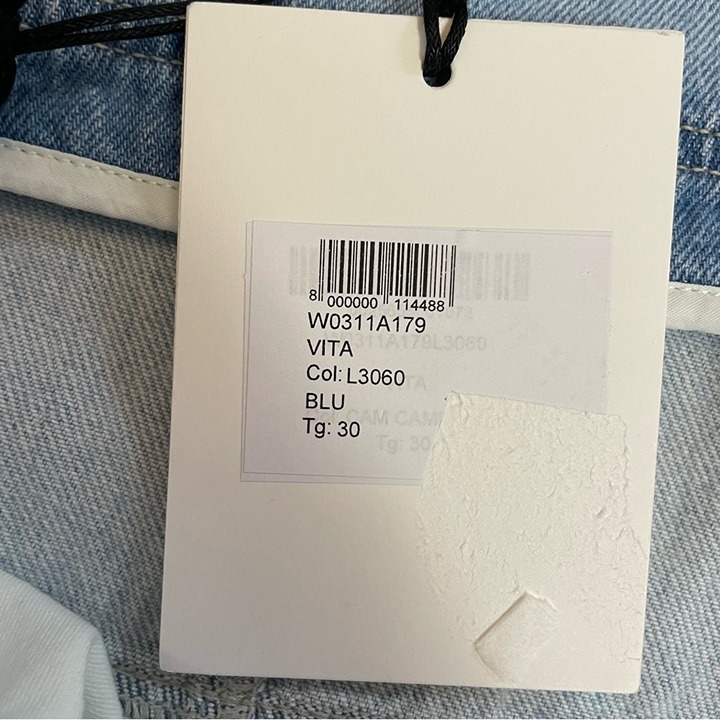 8 000000 114488
W0311A179
VITA
Col: L3060
BLU
Tg: 30